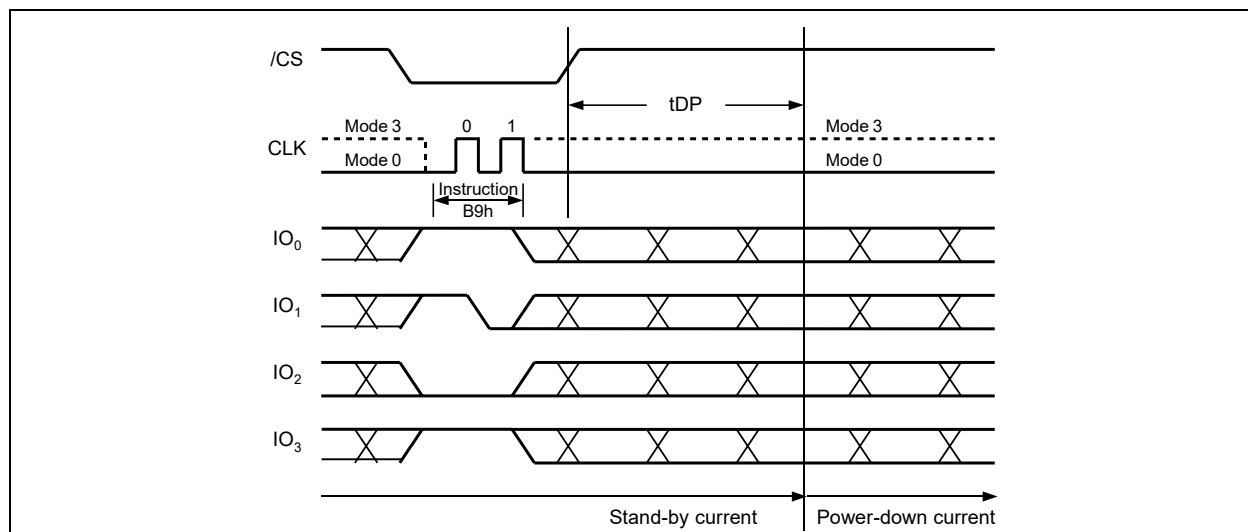 /CS
tDP
Mode 3 0 1 Mode 3
CLK
Mode 0 Mode 0
Instruction
B9h
IO0
IO1
IO2
IO3
Stand-by current Power-down current